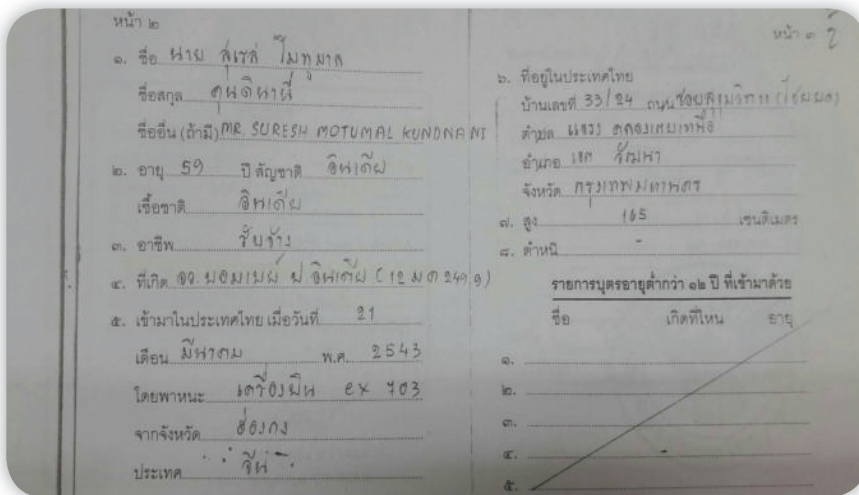 หน้า ๒
๑. ชื่อ นาย สุเรส โมทูมาล
ชื่อสกุล คุนดินานี่
ชื่ออื่น (ถ้ามี) MR. SURESH MOTUMAL KUNDNANI
๒. อายุ 59 ปี สัญชาติ อินเดีย
เชื้อชาติ อินเดีย
๓. อาชีพ รับจ้าง
๔. ที่เกิด จว. บอมเบย์ ป อินเดีย (12 ม ค 2499)
๕. เข้ามาในประเทศไทย เมื่อวันที่ 21
เดือน มีนาคม พ.ศ. 2543
โดยพาหนะ เครื่องบิน cx 703
จากจังหวัด ฮ่องกง
ประเทศ จีน
หน้า ๓
๖. ที่อยู่ในประเทศไทย
บ้านเลขที่ 33/24 ถนน ซอยสุขุมวิท
ตำบล แขวง คลองเตยเหนือ
อำเภอ เขต วัฒนา
จังหวัด กรุงเทพมหานคร
๗. สูง 165 เซนติเมตร
๘. ตำหนิ -
รายการบุตรอายุต่ำกว่า ๑๒ ปี ที่เข้ามาด้วย
ชื่อ เกิดที่ไหน อายุ
๑.
๒.
๓.
๔. -
๕.